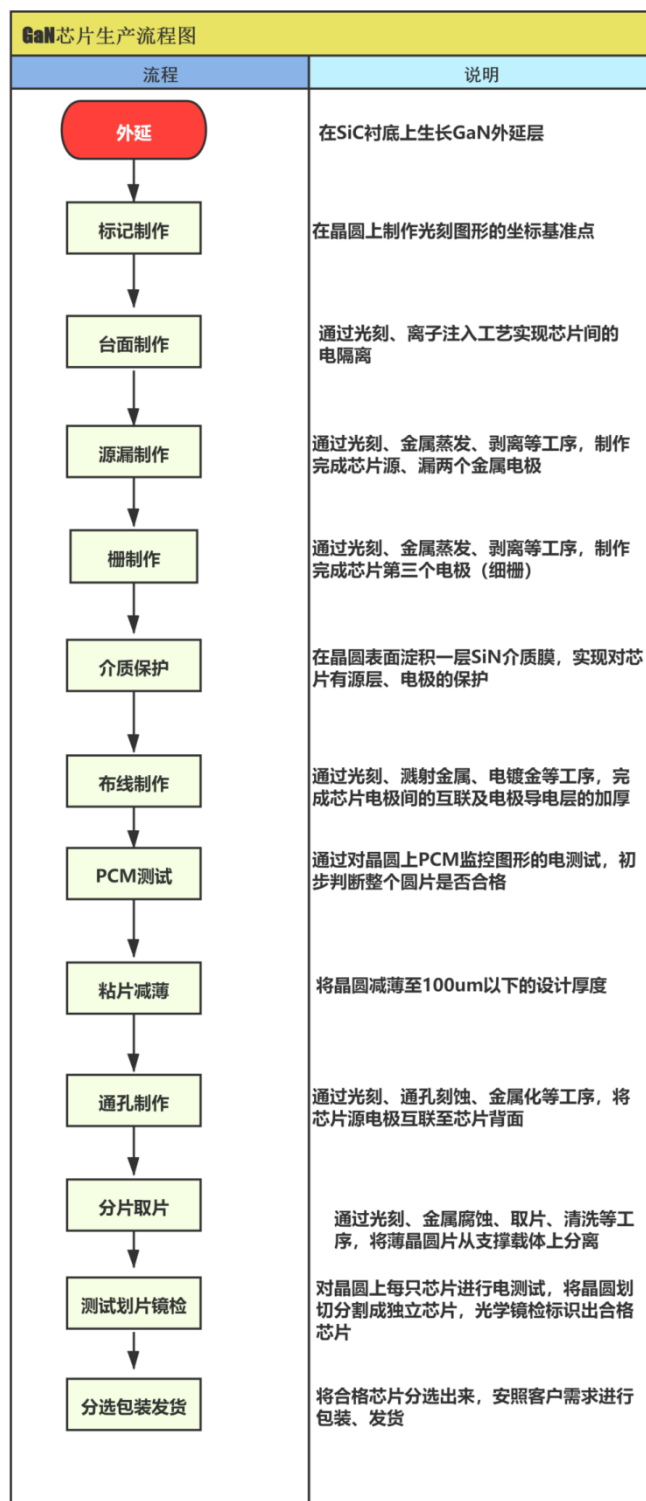 GaN芯片生产流程图
流程
说明
外延
在SiC衬底上生长GaN外延层
标记制作
在晶圆上制作光刻图形的坐标基准点
台面制作
通过光刻、离子注入工艺实现芯片间的
电隔离
源漏制作
通过光刻、金属蒸发、剥离等工序，制作
完成芯片源、漏两个金属电极
栅制作
通过光刻、金属蒸发、剥离等工序，制作
完成芯片第三个电极（细栅）
介质保护
在晶圆表面淀积一层SiN介质膜，实现对芯
片有源层、电极的保护
布线制作
通过光刻、溅射金属、电镀金等工序，完
成芯片电极间的互联及电极导电层的加厚
PCM测试
通过对晶圆上PCM监控图形的电测试，初
步判断整个圆片是否合格
粘片减薄
将晶圆减薄至100um以下的设计厚度
通孔制作
通过光刻、通孔刻蚀、金属化等工序，将
芯片源电极互联至芯片背面
分片取片
通过光刻、金属腐蚀、取片、清洗等工
序，将薄晶圆片从支撑载体上分离
测试划片镜检
对晶圆上每只芯片进行电测试，将晶圆划
切分割成独立芯片，光学镜检标识出合格
芯片
分选包装发货
将合格芯片分选出来，安照客户需求进行
包装、发货